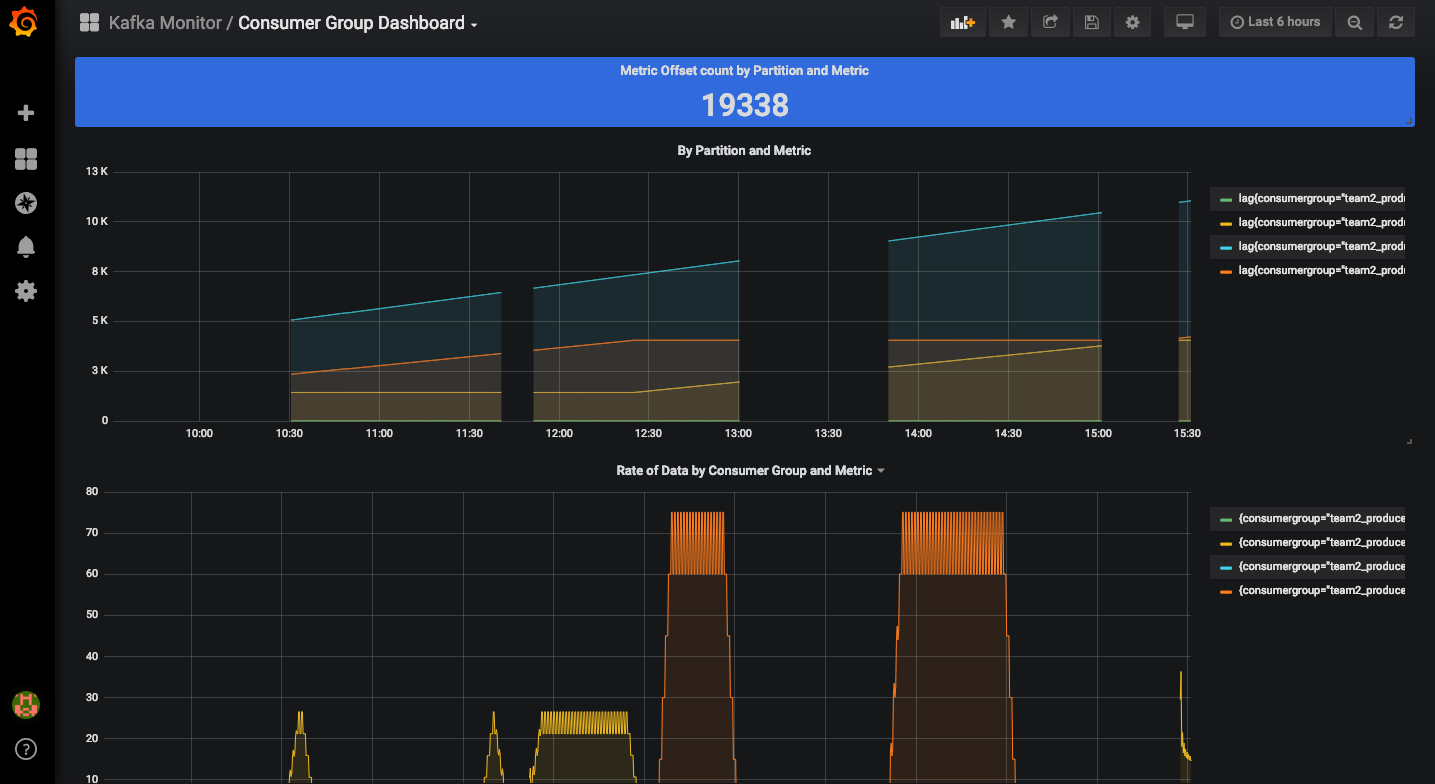 Kafka Monitor / Consumer Group Dashboard
Last 6 hours
Metric Offset count by Partition and Metric
19338
By Partition and Metric
13 K
10 K
8 K
5 K
3 K
0
10:00 10:30 11:00 11:30 12:00 12:30 13:00 13:30 14:00 14:30 15:00 15:30
lag{consumergroup="team2_produ
lag{consumergroup="team2_produ
lag{consumergroup="team2_produ
lag{consumergroup="team2_produ
Rate of Data by Consumer Group and Metric
80
70
60
50
40
30
20
10
{consumergroup="team2_produce
{consumergroup="team2_produce
{consumergroup="team2_produce
{consumergroup="team2_produce
?